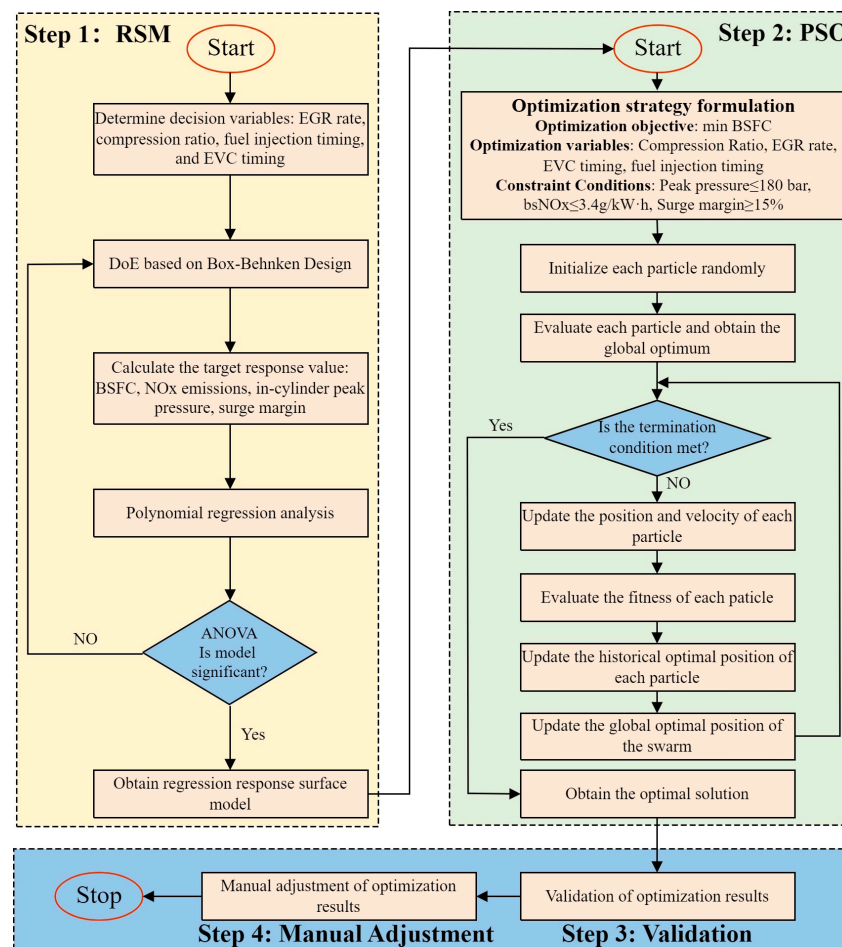 Step 1: RSM
Start
Determine decision variables: EGR rate,
compression ratio, fuel injection timing,
and EVC timing
DoE based on Box-Behnken Design
Calculate the target response value:
BSFC, NOx emissions, in-cylinder peak
pressure, surge margin
Polynomial regression analysis
ANOVA
Is model
significant?
NO
Yes
Obtain regression response surface
model
Step 2: PSO
Start
Optimization strategy formulation
Optimization objective: min BSFC
Optimization variables: Compression Ratio, EGR rate,
EVC timing, fuel injection timing
Constraint Conditions: Peak pressure≤180 bar,
bsNOx≤3.4g/kW·h, Surge margin≥15%
Initialize each particle randomly
Evaluate each particle and obtain the
global optimum
Is the termination
condition met?
Yes
NO
Update the position and velocity of each
particle
Evaluate the fitness of each paticle
Update the historical optimal position of
each particle
Update the global optimal position of
the swarm
Obtain the optimal solution
Validation of optimization results
Step 3: Validation
Manual adjustment of optimization
results
Step 4: Manual Adjustment
Stop